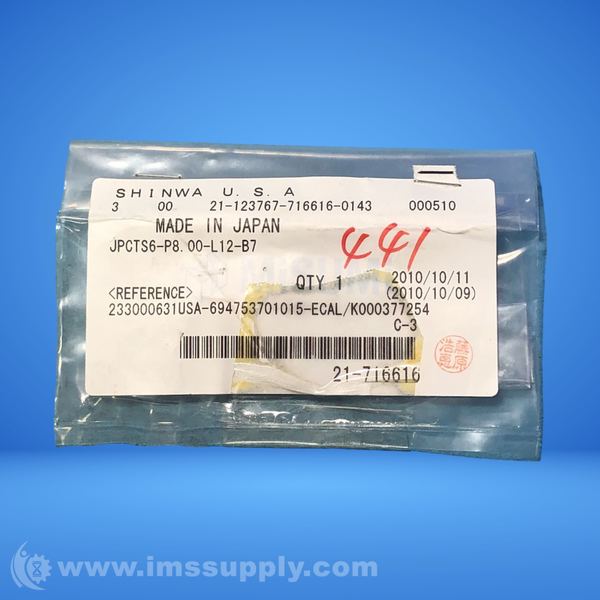 SHINWA U.S.A
3 00 21-123767-716616-0143 000510
MADE IN JAPAN
JPCTS6-P8.00-L12-B7
441
QTY 1 2010/10/11
<REFERENCE> (2010/10/09)
233000631USA-694753701015-ECAL/K000377254
C-3
21-716616
www.imssupply.com